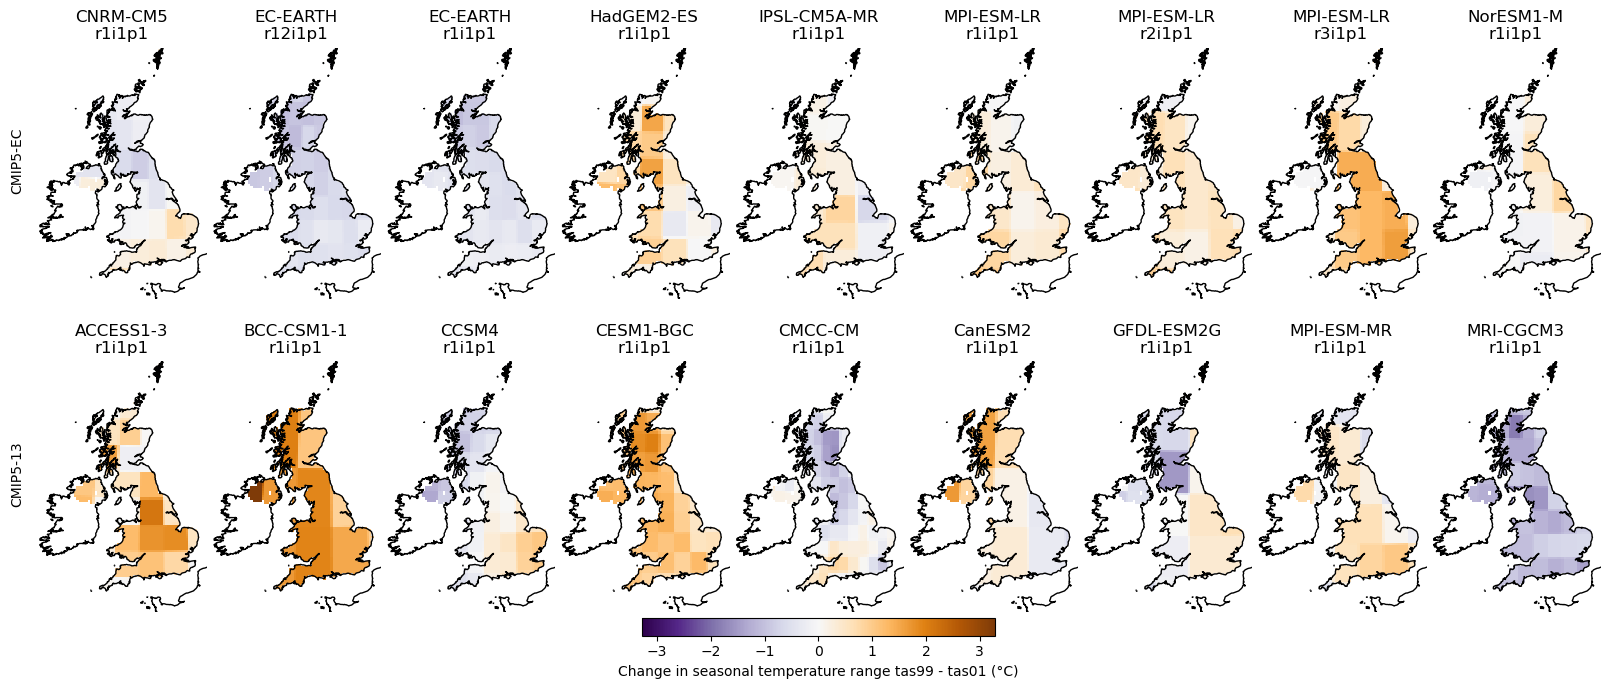 CNRM-CM5 EC-EARTH EC-EARTH HadGEM2-ES IPSL-CM5A-MR MPI-ESM-LR MPI-ESM-LR MPI-ESM-LR NorESM1-M
r1i1p1 r12i1p1 r1i1p1 r1i1p1 r1i1p1 r1i1p1 r2i1p1 r3i1p1 r1i1p1
CMIP5-EC
ACCESS1-3 BCC-CSM1-1 CCSM4 CESM1-BGC CMCC-CM CanESM2 GFDL-ESM2G MPI-ESM-MR MRI-CGCM3
r1i1p1 r1i1p1 r1i1p1 r1i1p1 r1i1p1 r1i1p1 r1i1p1 r1i1p1 r1i1p1
CMIP5-13
−3 −2 −1 0 1 2 3
Change in seasonal temperature range tas99 - tas01 (°C)